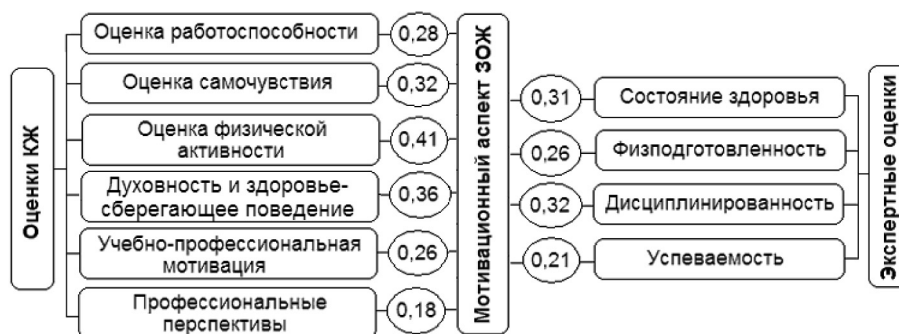 Оценки КЖ
Оценка работоспособности
0,28
Оценка самочувствия
0,32
Оценка физической
активности
0,41
Духовность и здоровье-
сберегающее поведение
0,36
Учебно-профессиональная
мотивация
0,26
Профессиональные
перспективы
0,18
Мотивационный аспект ЗОЖ
0,31
Состояние здоровья
0,26
Физподготовленность
0,32
Дисциплинированность
0,21
Успеваемость
Экспертные оценки